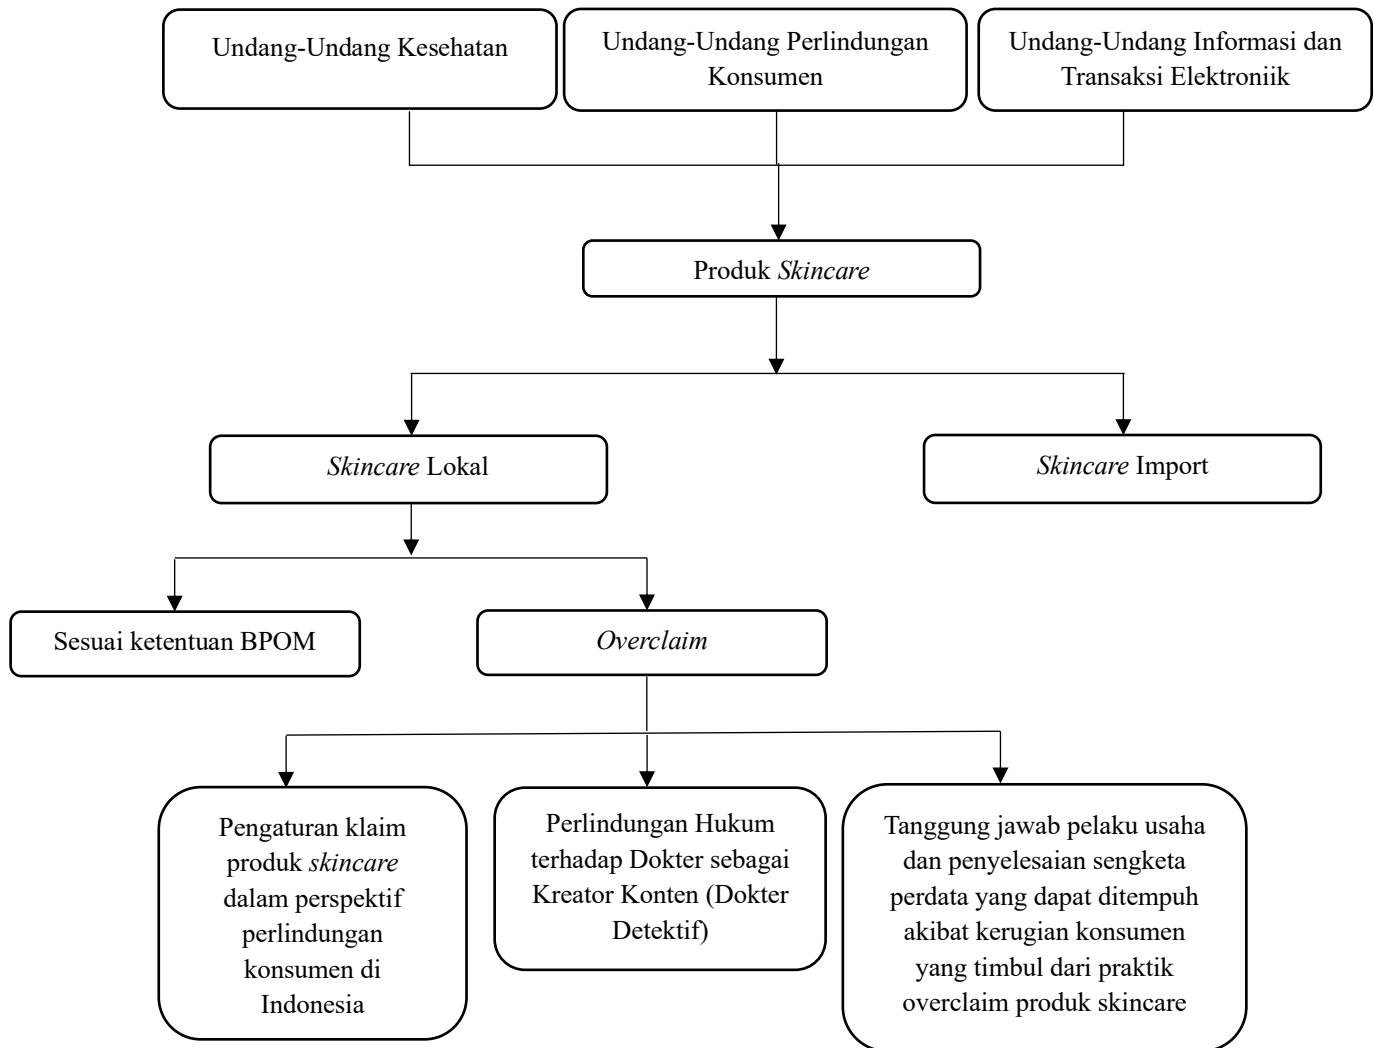 Undang-Undang Kesehatan
Undang-Undang Perlindungan
Konsumen
Undang-Undang Informasi dan
Transaksi Elektroniik
Produk Skincare
Skincare Lokal
Skincare Import
Sesuai ketentuan BPOM
Overclaim
Pengaturan klaim
produk skincare
dalam perspektif
perlindungan
konsumen di
Indonesia
Perlindungan Hukum
terhadap Dokter sebagai
Kreator Konten (Dokter
Detektif)
Tanggung jawab pelaku usaha
dan penyelesaian sengketa
perdata yang dapat ditempuh
akibat kerugian konsumen
yang timbul dari praktik
overclaim produk skincare